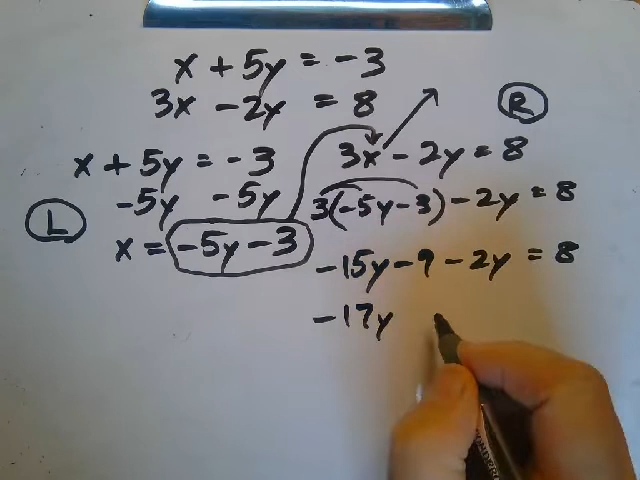 x + 5y = -3
3x - 2y = 8
x + 5y = -3
-5y -5y
L
x = -5y - 3
R
3x - 2y = 8
3(-5y - 3) - 2y = 8
-15y - 9 - 2y = 8
-17y